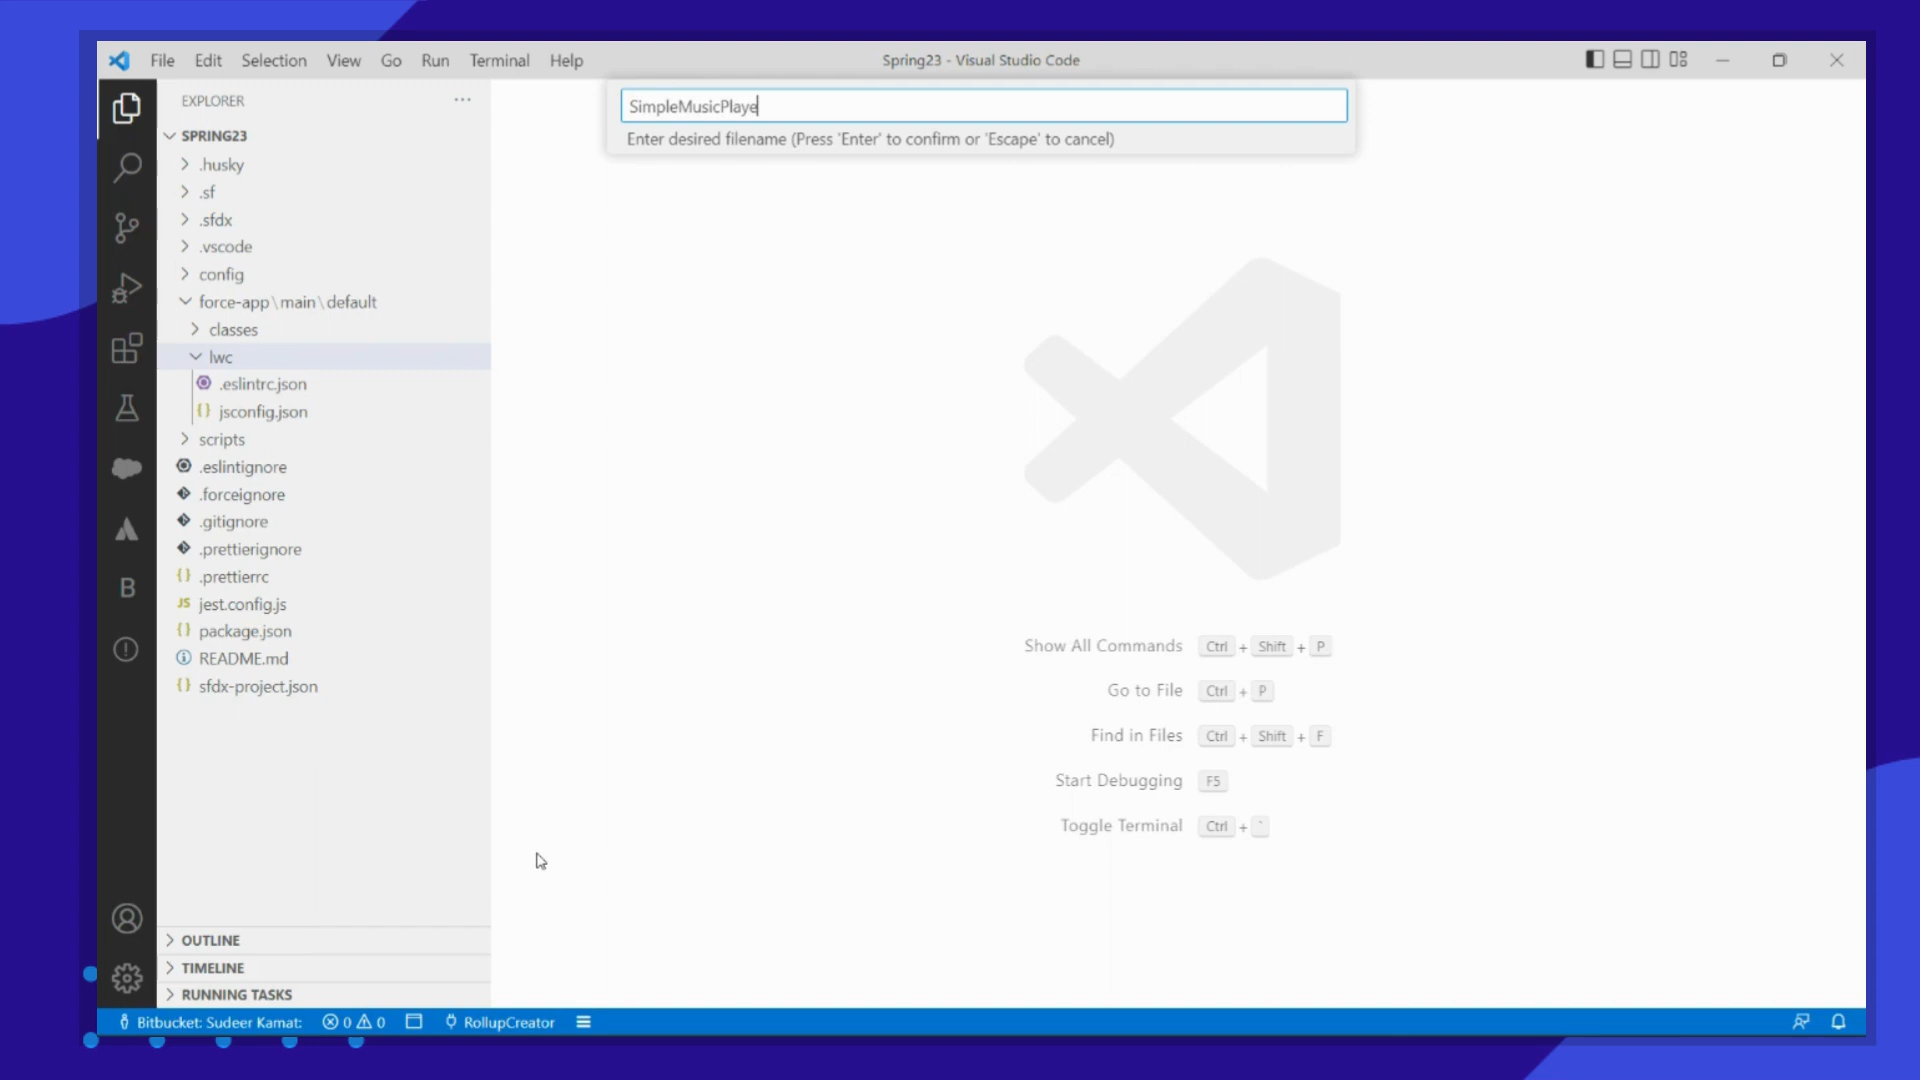 File Edit Selection View Go Run Terminal Help
Spring23 - Visual Studio Code
EXPLORER
SimpleMusicPlaye
Enter desired filename (Press 'Enter' to confirm or 'Escape' to cancel)
SPRING23
.husky
.sf
.sfdx
.vscode
config
force-app\main\default
classes
lwc
.eslintrc.json
{} jsconfig.json
scripts
.eslintignore
.forceignore
.gitignore
.prettierignore
{} .prettierrc
JS jest.config.js
{} package.json
README.md
{} sfdx-project.json
B
Show All Commands Ctrl + Shift + P
Go to File Ctrl + P
Find in Files Ctrl + Shift + F
Start Debugging F5
Toggle Terminal Ctrl + `
OUTLINE
TIMELINE
RUNNING TASKS
Bitbucket: Sudeer Kamat: 0 0 RollupCreator